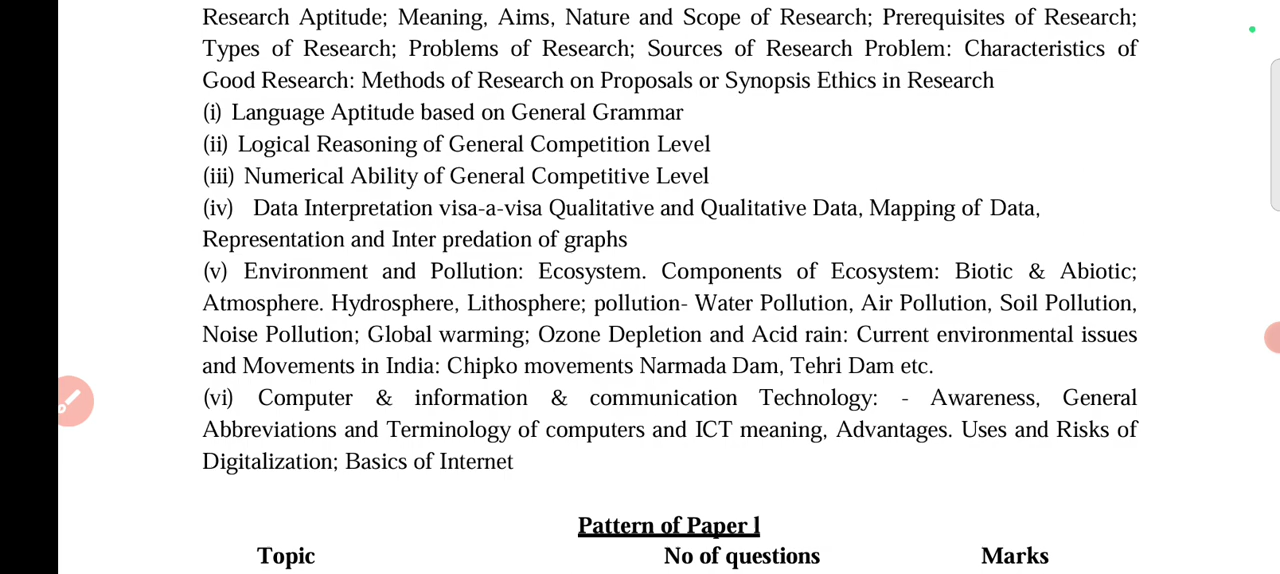 Research Aptitude; Meaning, Aims, Nature and Scope of Research; Prerequisites of Research;
Types of Research; Problems of Research; Sources of Research Problem: Characteristics of
Good Research: Methods of Research on Proposals or Synopsis Ethics in Research
(i) Language Aptitude based on General Grammar
(ii) Logical Reasoning of General Competition Level
(iii) Numerical Ability of General Competitive Level
(iv) Data Interpretation visa-a-visa Qualitative and Qualitative Data, Mapping of Data,
Representation and Inter predation of graphs
(v) Environment and Pollution: Ecosystem. Components of Ecosystem: Biotic & Abiotic;
Atmosphere. Hydrosphere, Lithosphere; pollution- Water Pollution, Air Pollution, Soil Pollution,
Noise Pollution; Global warming; Ozone Depletion and Acid rain: Current environmental issues
and Movements in India: Chipko movements Narmada Dam, Tehri Dam etc.
(vi) Computer & information & communication Technology: - Awareness, General
Abbreviations and Terminology of computers and ICT meaning, Advantages. Uses and Risks of
Digitalization; Basics of Internet
Pattern of Paper l
Topic No of questions Marks